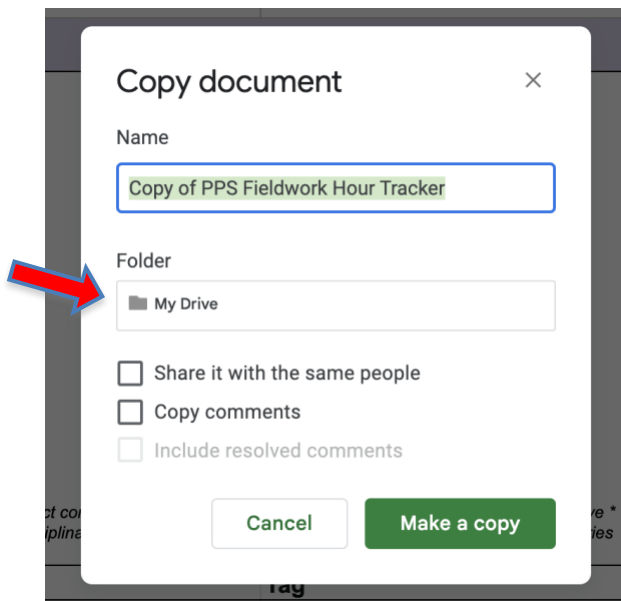 Copy document
Name
Copy of PPS Fieldwork Hour Tracker
Folder
My Drive
Share it with the same people
Copy comments
Include resolved comments
Cancel
Make a copy
Tag